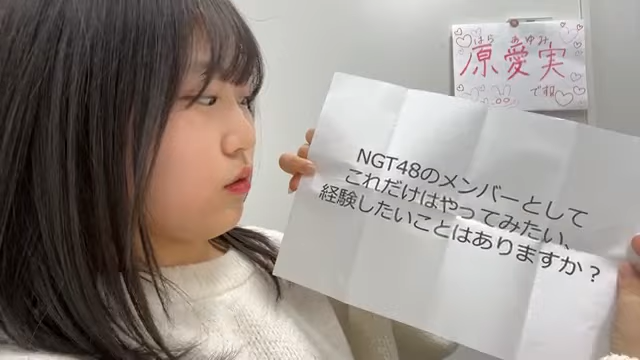 はら あゆみ
原愛実
です!!
NGT48のメンバーとして
これだけはやってみたい、
経験したいことはありますか？